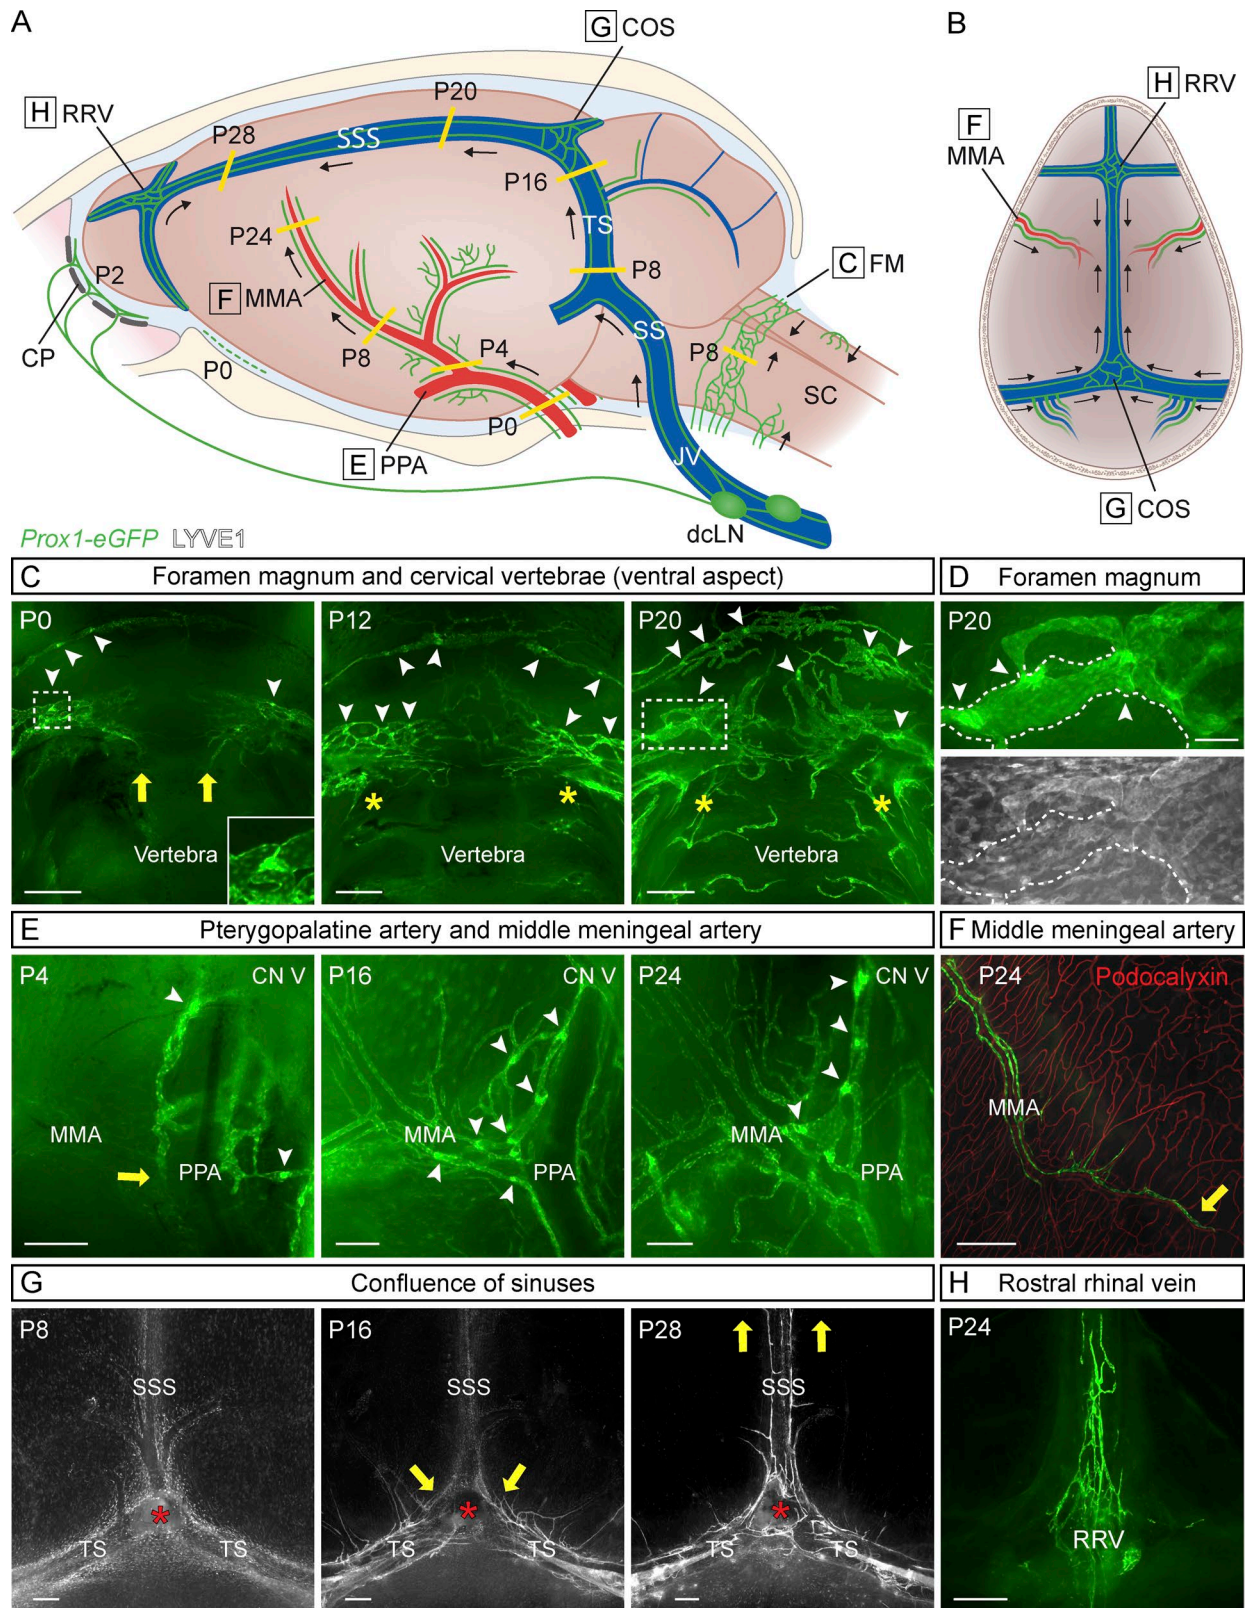 A
B
G COS
H RRV
P20
P28
SSS
H RRV
F
MMA
P16
TS
P24
P8
C FM
P2
F MMA
SS
CP
P0
P8
P4
P8
SC
P0
E PPA
JV
G COS
dcLN
Prox1-eGFP LYVE1
C Foramen magnum and cervical vertebrae (ventral aspect)
D Foramen magnum
P0
P12
P20
P20
* * * *
Vertebra
Vertebra
Vertebra
E Pterygopalatine artery and middle meningeal artery
F Middle meningeal artery
P4 CN V
P16 CN V
P24 CN V
P24 Podocalyxin
MMA
PPA
MMA
PPA
MMA
PPA
MMA
G Confluence of sinuses
H Rostral rhinal vein
P8
P16
P28
P24
SSS
SSS
SSS
* * *
TS TS
TS TS
TS TS
RRV